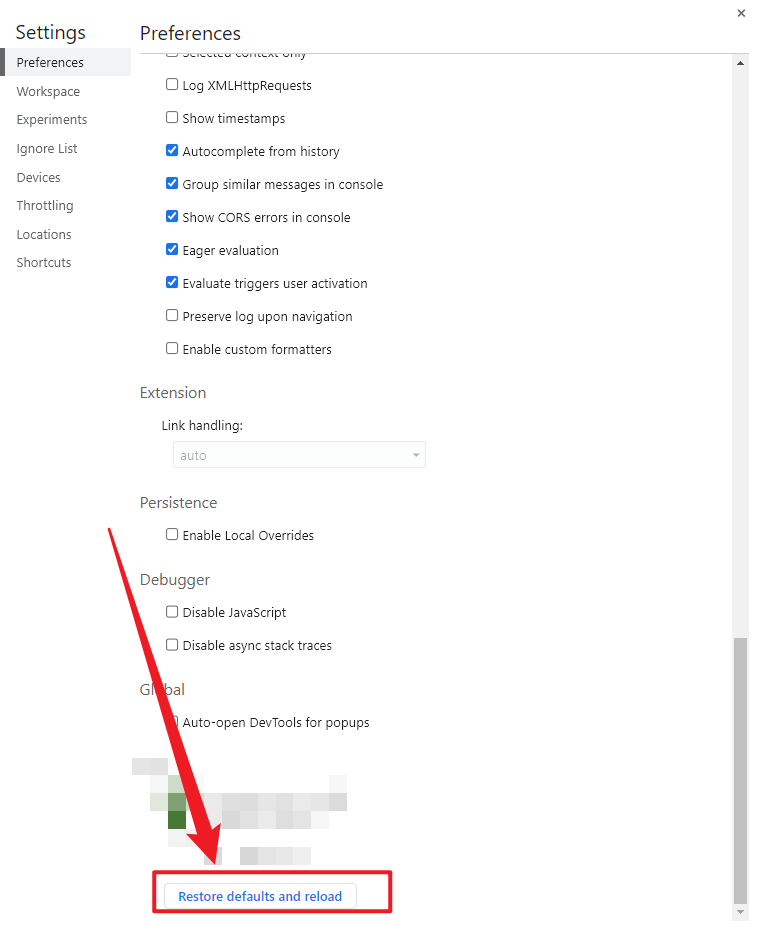 Settings
Preferences
Workspace
Experiments
Ignore List
Devices
Throttling
Locations
Shortcuts
Preferences
Selected context only
Log XMLHttpRequests
Show timestamps
Autocomplete from history
Group similar messages in console
Show CORS errors in console
Eager evaluation
Evaluate triggers user activation
Preserve log upon navigation
Enable custom formatters
Extension
Link handling:
auto
Persistence
Enable Local Overrides
Debugger
Disable JavaScript
Disable async stack traces
Global
Auto-open DevTools for popups
Restore defaults and reload